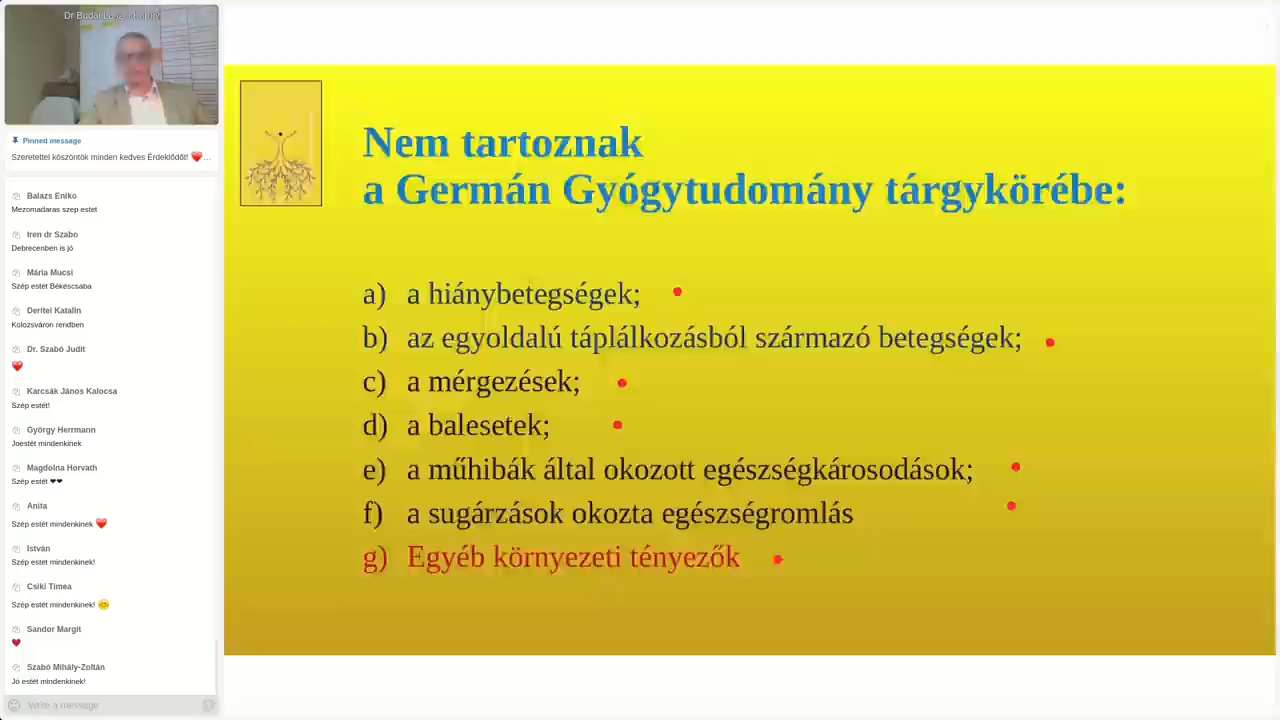 Pinned message
Szeretettel köszöntök minden kedves Érdeklődőt! ❤️…
Balazs Eniko
Mezomadaras szep estet
Iren dr Szabo
Debrecenben is jó
Mária Mucsi
Szép estét Békéscsaba
Deritei Katalin
Kolozsváron rendben
Dr. Szabó Judit
❤️
Karcsák János Kalocsa
Szép estét!
György Herrmann
Joestét mindenkinek
Magdolna Horvath
Szép estét ❤❤
Anita
Szép estét mindenkinek ❤️
István
Szép estét mindenkinek!
Csiki Timea
Szép estét mindenkinek! 😊
Sandor Margit
♥
Szabó Mihály-Zoltán
Jó estét mindenkinek!
Write a message
Nem tartoznak
a Germán Gyógytudomány tárgykörébe:
a) a hiánybetegségek;
b) az egyoldalú táplálkozásból származó betegségek;
c) a mérgezések;
d) a balesetek;
e) a műhibák által okozott egészségkárosodások;
f) a sugárzások okozta egészségromlás
g) Egyéb környezeti tényezők